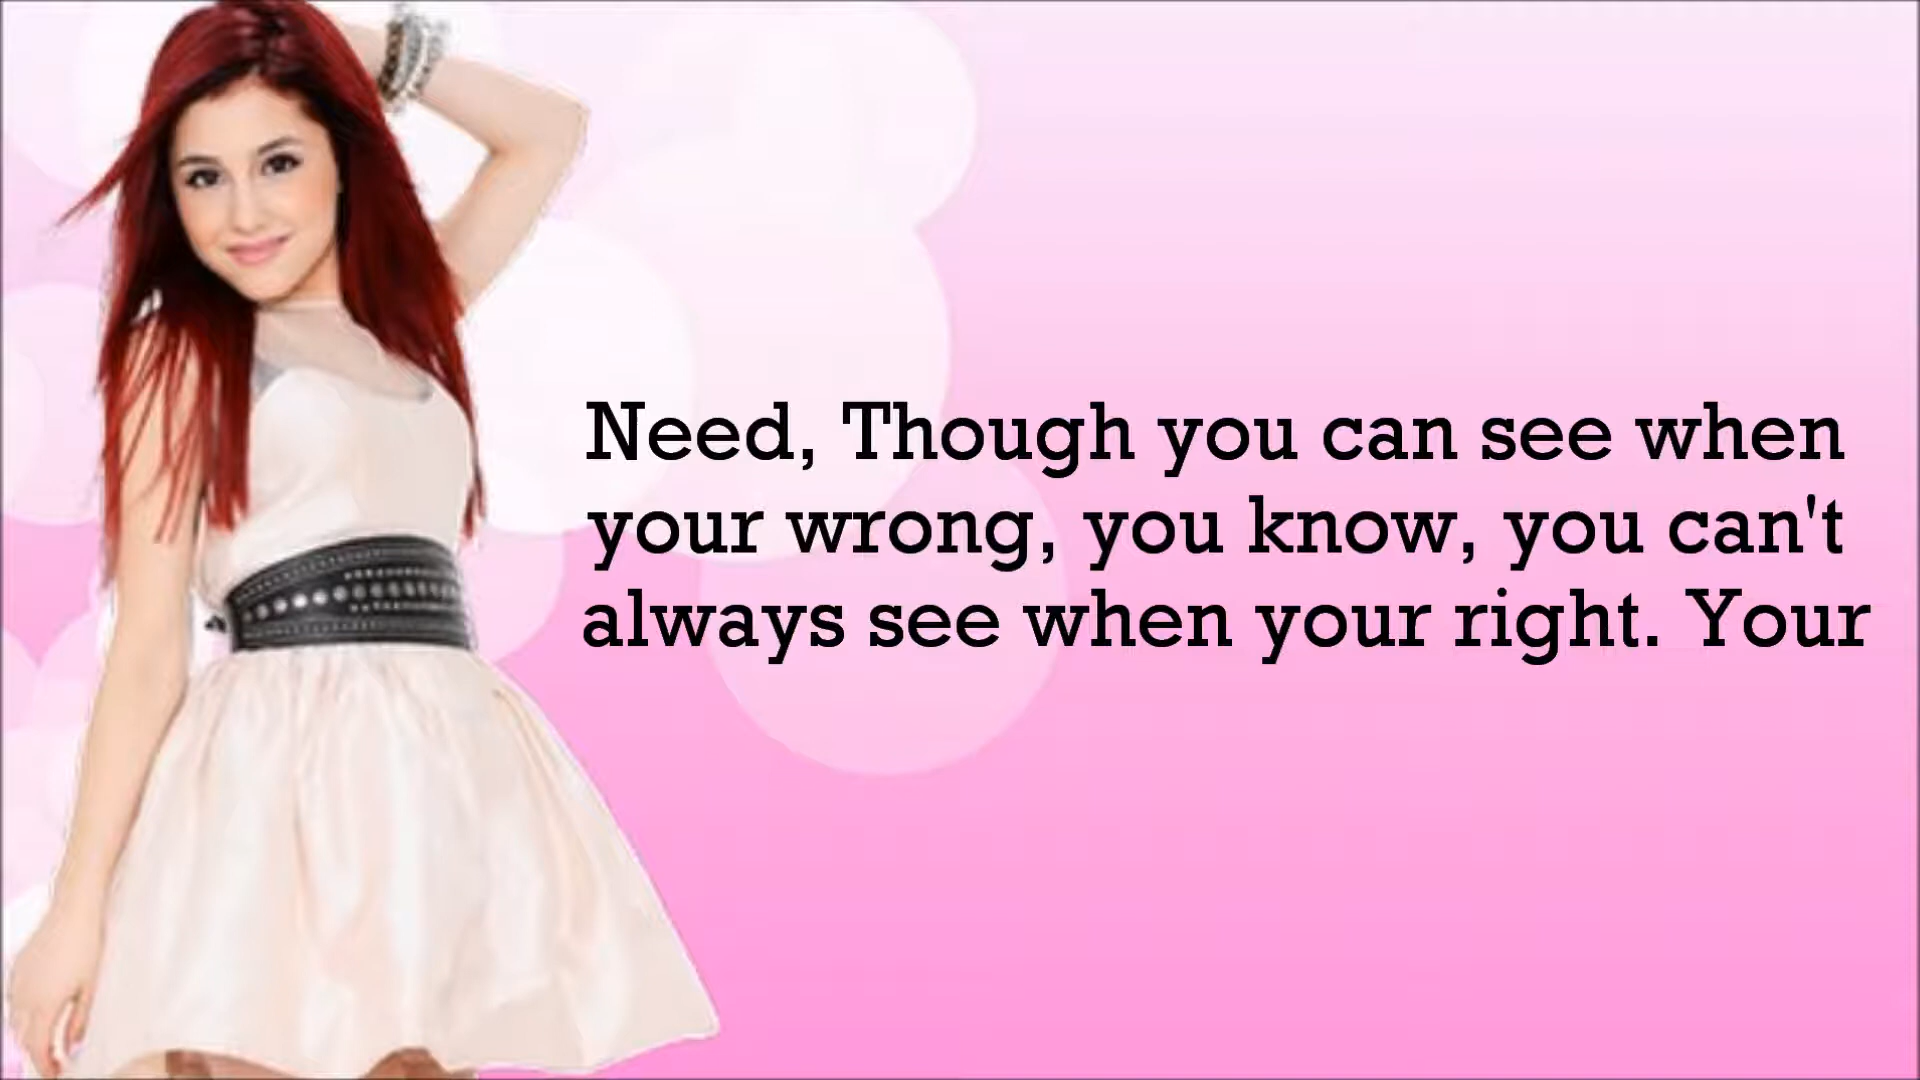 Need, Though you can see when
your wrong, you know, you can't
always see when your right. Your